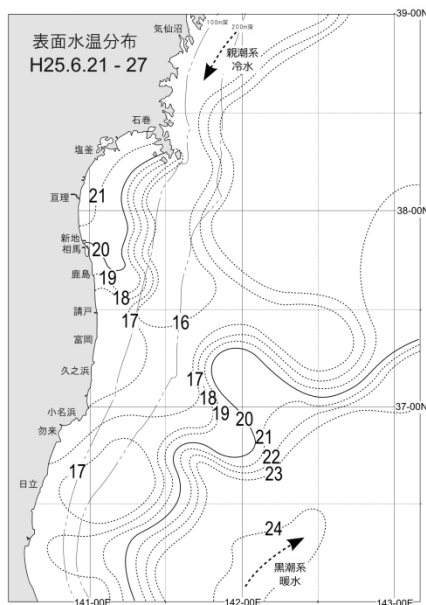 表面水温分布
H25.6.21 - 27
気仙沼
100m深
200m深
39-00N
親潮系
冷水
石巻
塩釜
亘理
21
38-00N
新地
相馬
20
鹿島
19
18
請戸
17
16
富岡
久之浜
17
18
19
20
37-00N
小名浜
勿来
21
22
23
17
日立
24
黒潮系
暖水
141-00E
142-00E
143-00E
36-00N